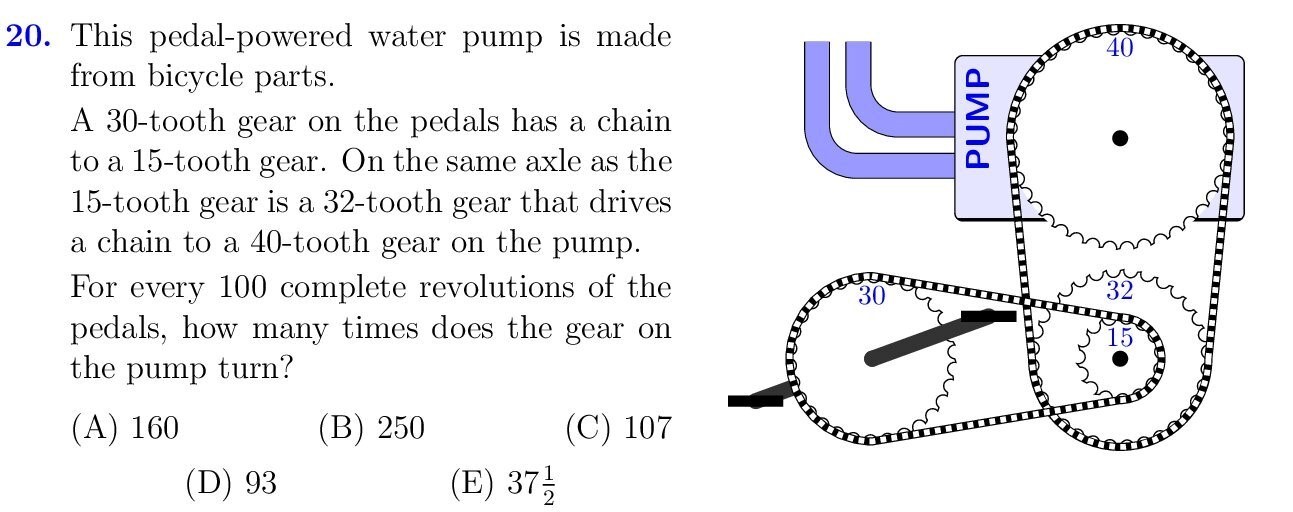 20. This pedal-powered water pump is made
from bicycle parts.
A 30-tooth gear on the pedals has a chain
to a 15-tooth gear. On the same axle as the
15-tooth gear is a 32-tooth gear that drives
a chain to a 40-tooth gear on the pump.
For every 100 complete revolutions of the
pedals, how many times does the gear on
the pump turn?
(A) 160 (B) 250 (C) 107
(D) 93 (E) 37½
PUMP
40
30
32
15